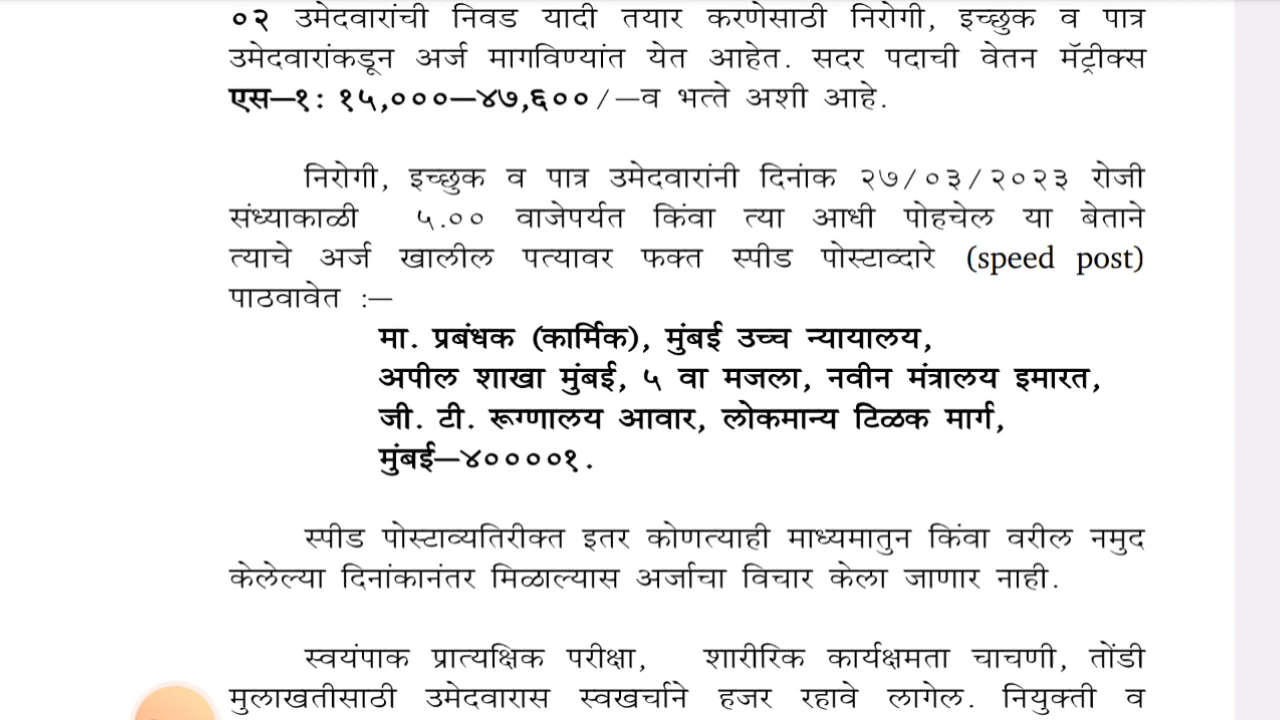 ०२ उमेदवारांची निवड यादी तयार करणेसाठी निरोगी, इच्छुक व पात्र
उमेदवारांकडून अर्ज मागविण्यांत येत आहेत. सदर पदाची वेतन मॅट्रीक्स
एस–१: १५,०००–४७,६००/–व भत्ते अशी आहे.
निरोगी, इच्छुक व पात्र उमेदवारांनी दिनांक २७/०३/२०२३ रोजी
संध्याकाळी ५.०० वाजेपर्यत किंवा त्या आधी पोहचेल या बेताने
त्याचे अर्ज खालील पत्यावर फक्त स्पीड पोस्टाव्दारे (speed post)
पाठवावेत :–
मा. प्रबंधक (कार्मिक), मुंबई उच्च न्यायालय,
अपील शाखा मुंबई, ५ वा मजला, नवीन मंत्रालय इमारत,
जी. टी. रूग्णालय आवार, लोकमान्य टिळक मार्ग,
मुंबई–४००००१.
स्पीड पोस्टाव्यतिरीक्त इतर कोणत्याही माध्यमातुन किंवा वरील नमुद
केलेल्या दिनांकानंतर मिळाल्यास अर्जाचा विचार केला जाणार नाही.
स्वयंपाक प्रात्यक्षिक परीक्षा, शारीरिक कार्यक्षमता चाचणी, तोंडी
मुलाखतीसाठी उमेदवारास स्वखर्चाने हजर रहावे लागेल. नियुक्ती व